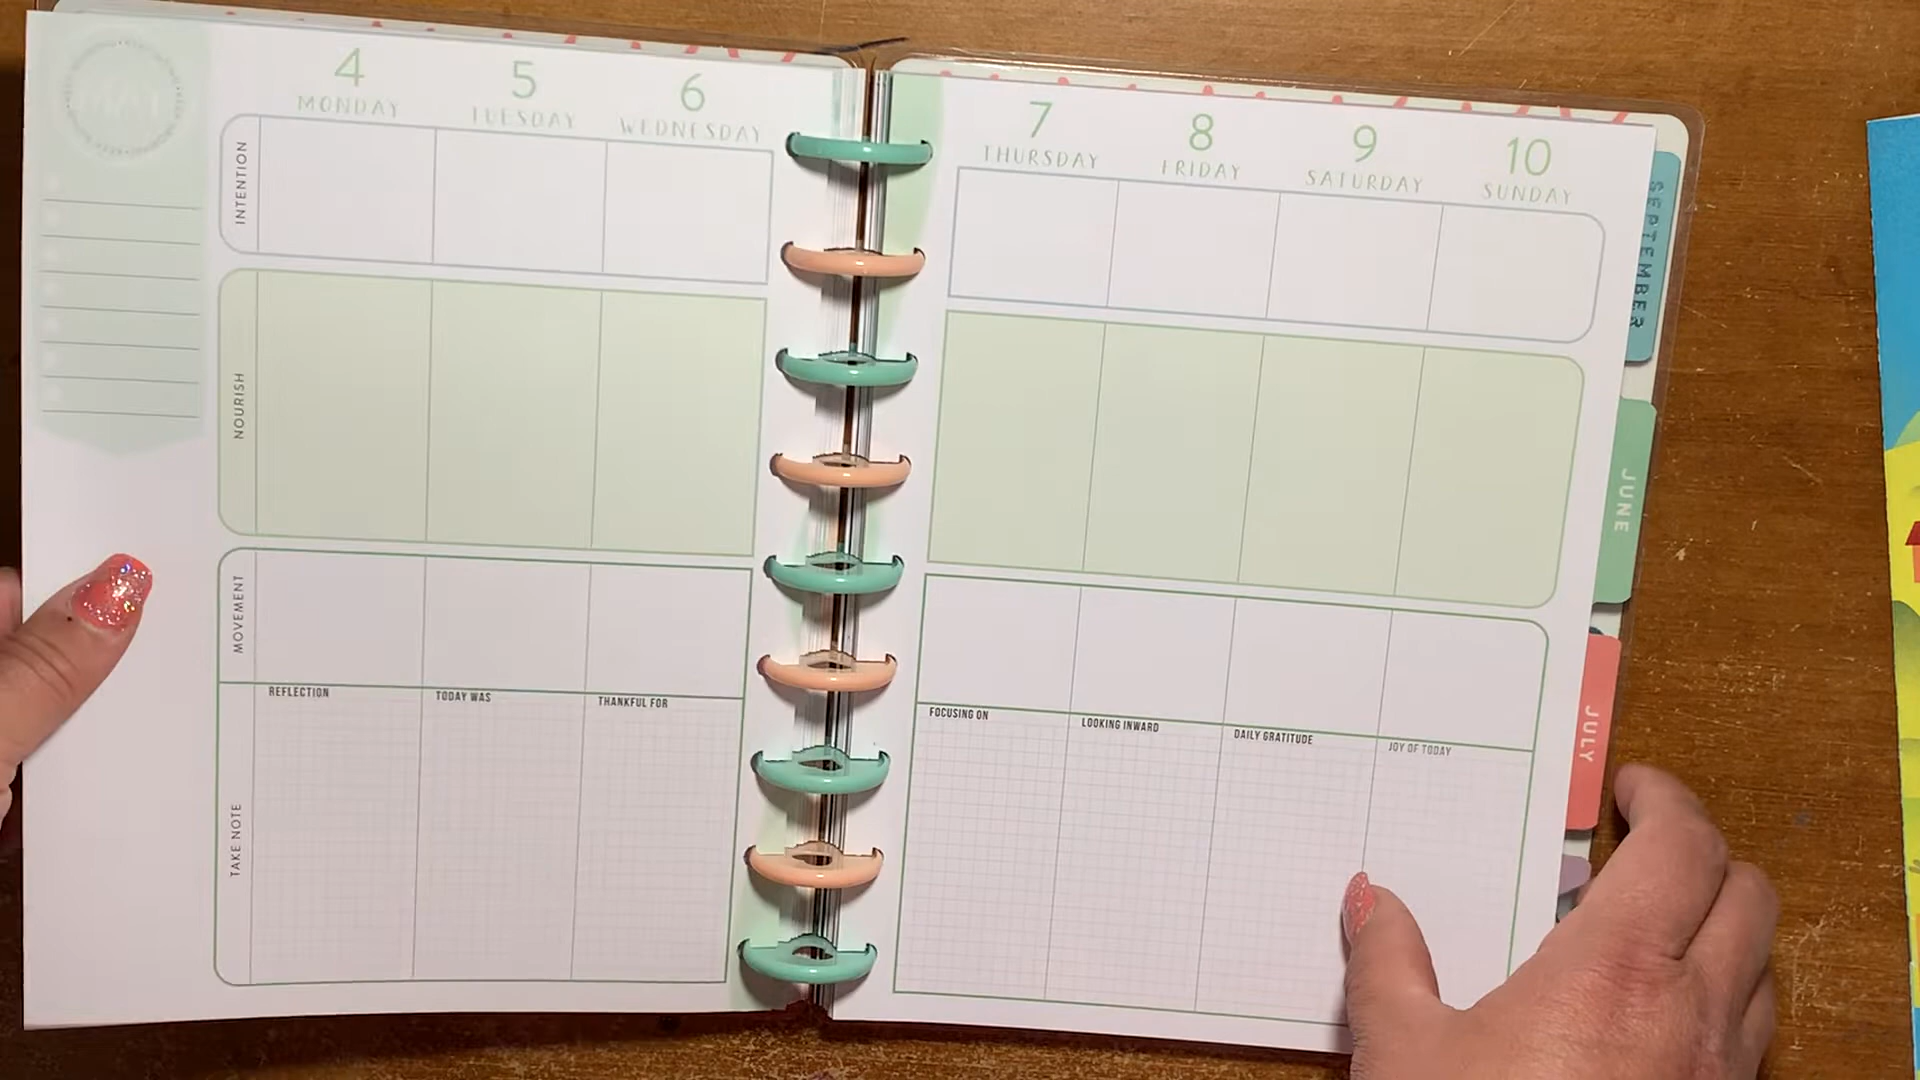 MAY
4 5 6
MONDAY TUESDAY WEDNESDAY
INTENTION
NOURISH
MOVEMENT
REFLECTION TODAY WAS THANKFUL FOR
TAKE NOTE
7 8 9 10
THURSDAY FRIDAY SATURDAY SUNDAY
FOCUSING ON LOOKING INWARD DAILY GRATITUDE JOY OF TODAY
SEPTEMBER
JUNE
JULY